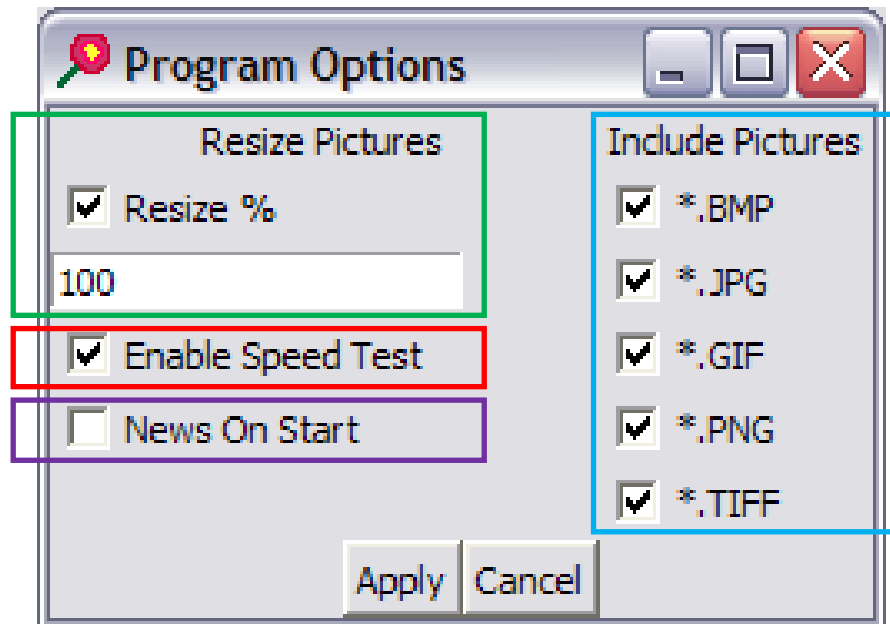 Program Options
Resize Pictures
Resize %
100
Enable Speed Test
News On Start
Include Pictures
*.BMP
*.JPG
*.GIF
*.PNG
*.TIFF
Apply Cancel